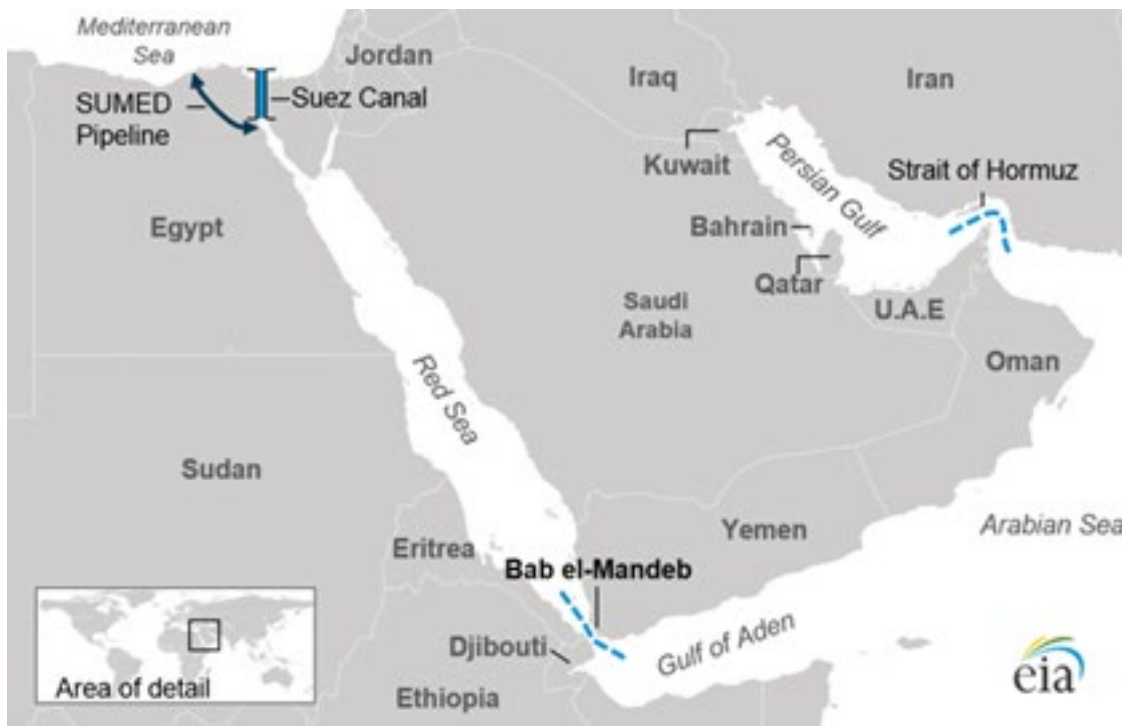 Mediterranean
Sea
Jordan
Iraq
Iran
SUMED
Pipeline
Suez Canal
Kuwait
Persian Gulf
Strait of Hormuz
Egypt
Bahrain
Qatar
Saudi
Arabia
U.A.E
Oman
Red Sea
Sudan
Arabian Sea
Yemen
Eritrea
Bab el-Mandeb
Djibouti
Gulf of Aden
Ethiopia
Area of detail
eia